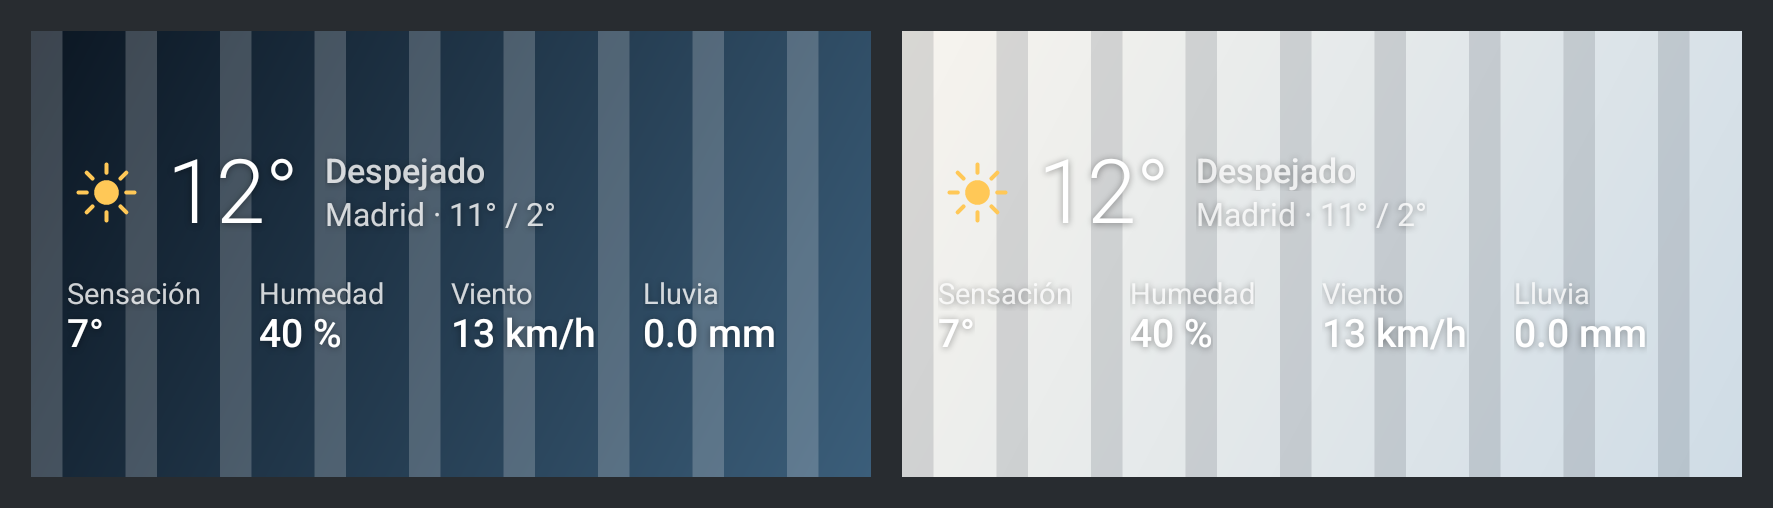 12°
Despejado
Madrid · 11° / 2°
Sensación Humedad Viento Lluvia
7° 40 % 13 km/h 0.0 mm
12°
Despejado
Madrid · 11° / 2°
Sensación Humedad Viento Lluvia
7° 40 % 13 km/h 0.0 mm